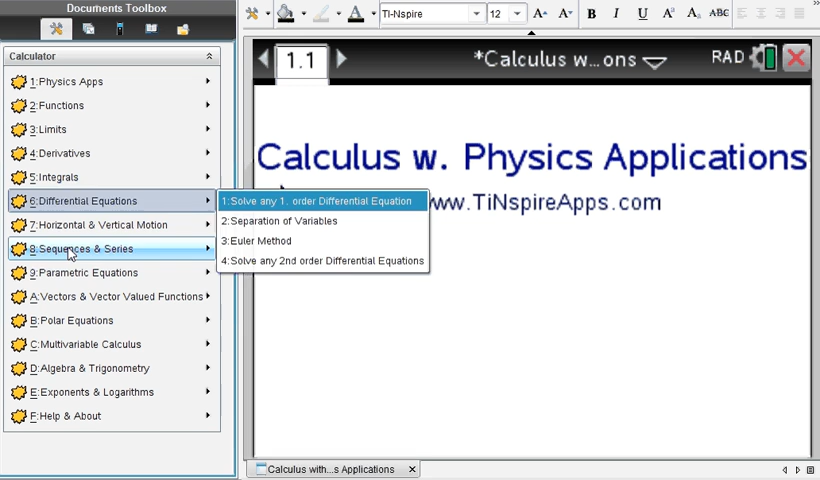 Documents Toolbox
Calculator
1:Physics Apps
2:Functions
3:Limits
4:Derivatives
5:Integrals
6:Differential Equations
7:Horizontal & Vertical Motion
8:Sequences & Series
9:Parametric Equations
A:Vectors & Vector Valued Functions
B:Polar Equations
C:Multivariable Calculus
D:Algebra & Trigonometry
E:Exponents & Logarithms
F:Help & About
1:Solve any 1. order Differential Equation
2:Separation of Variables
3:Euler Method
4:Solve any 2nd order Differential Equations
TI-Nspire 12 B I U ABC
1.1 *Calculus w...ons RAD
Calculus w. Physics Applications
www.TiNspireApps.com
Calculus with...s Applications